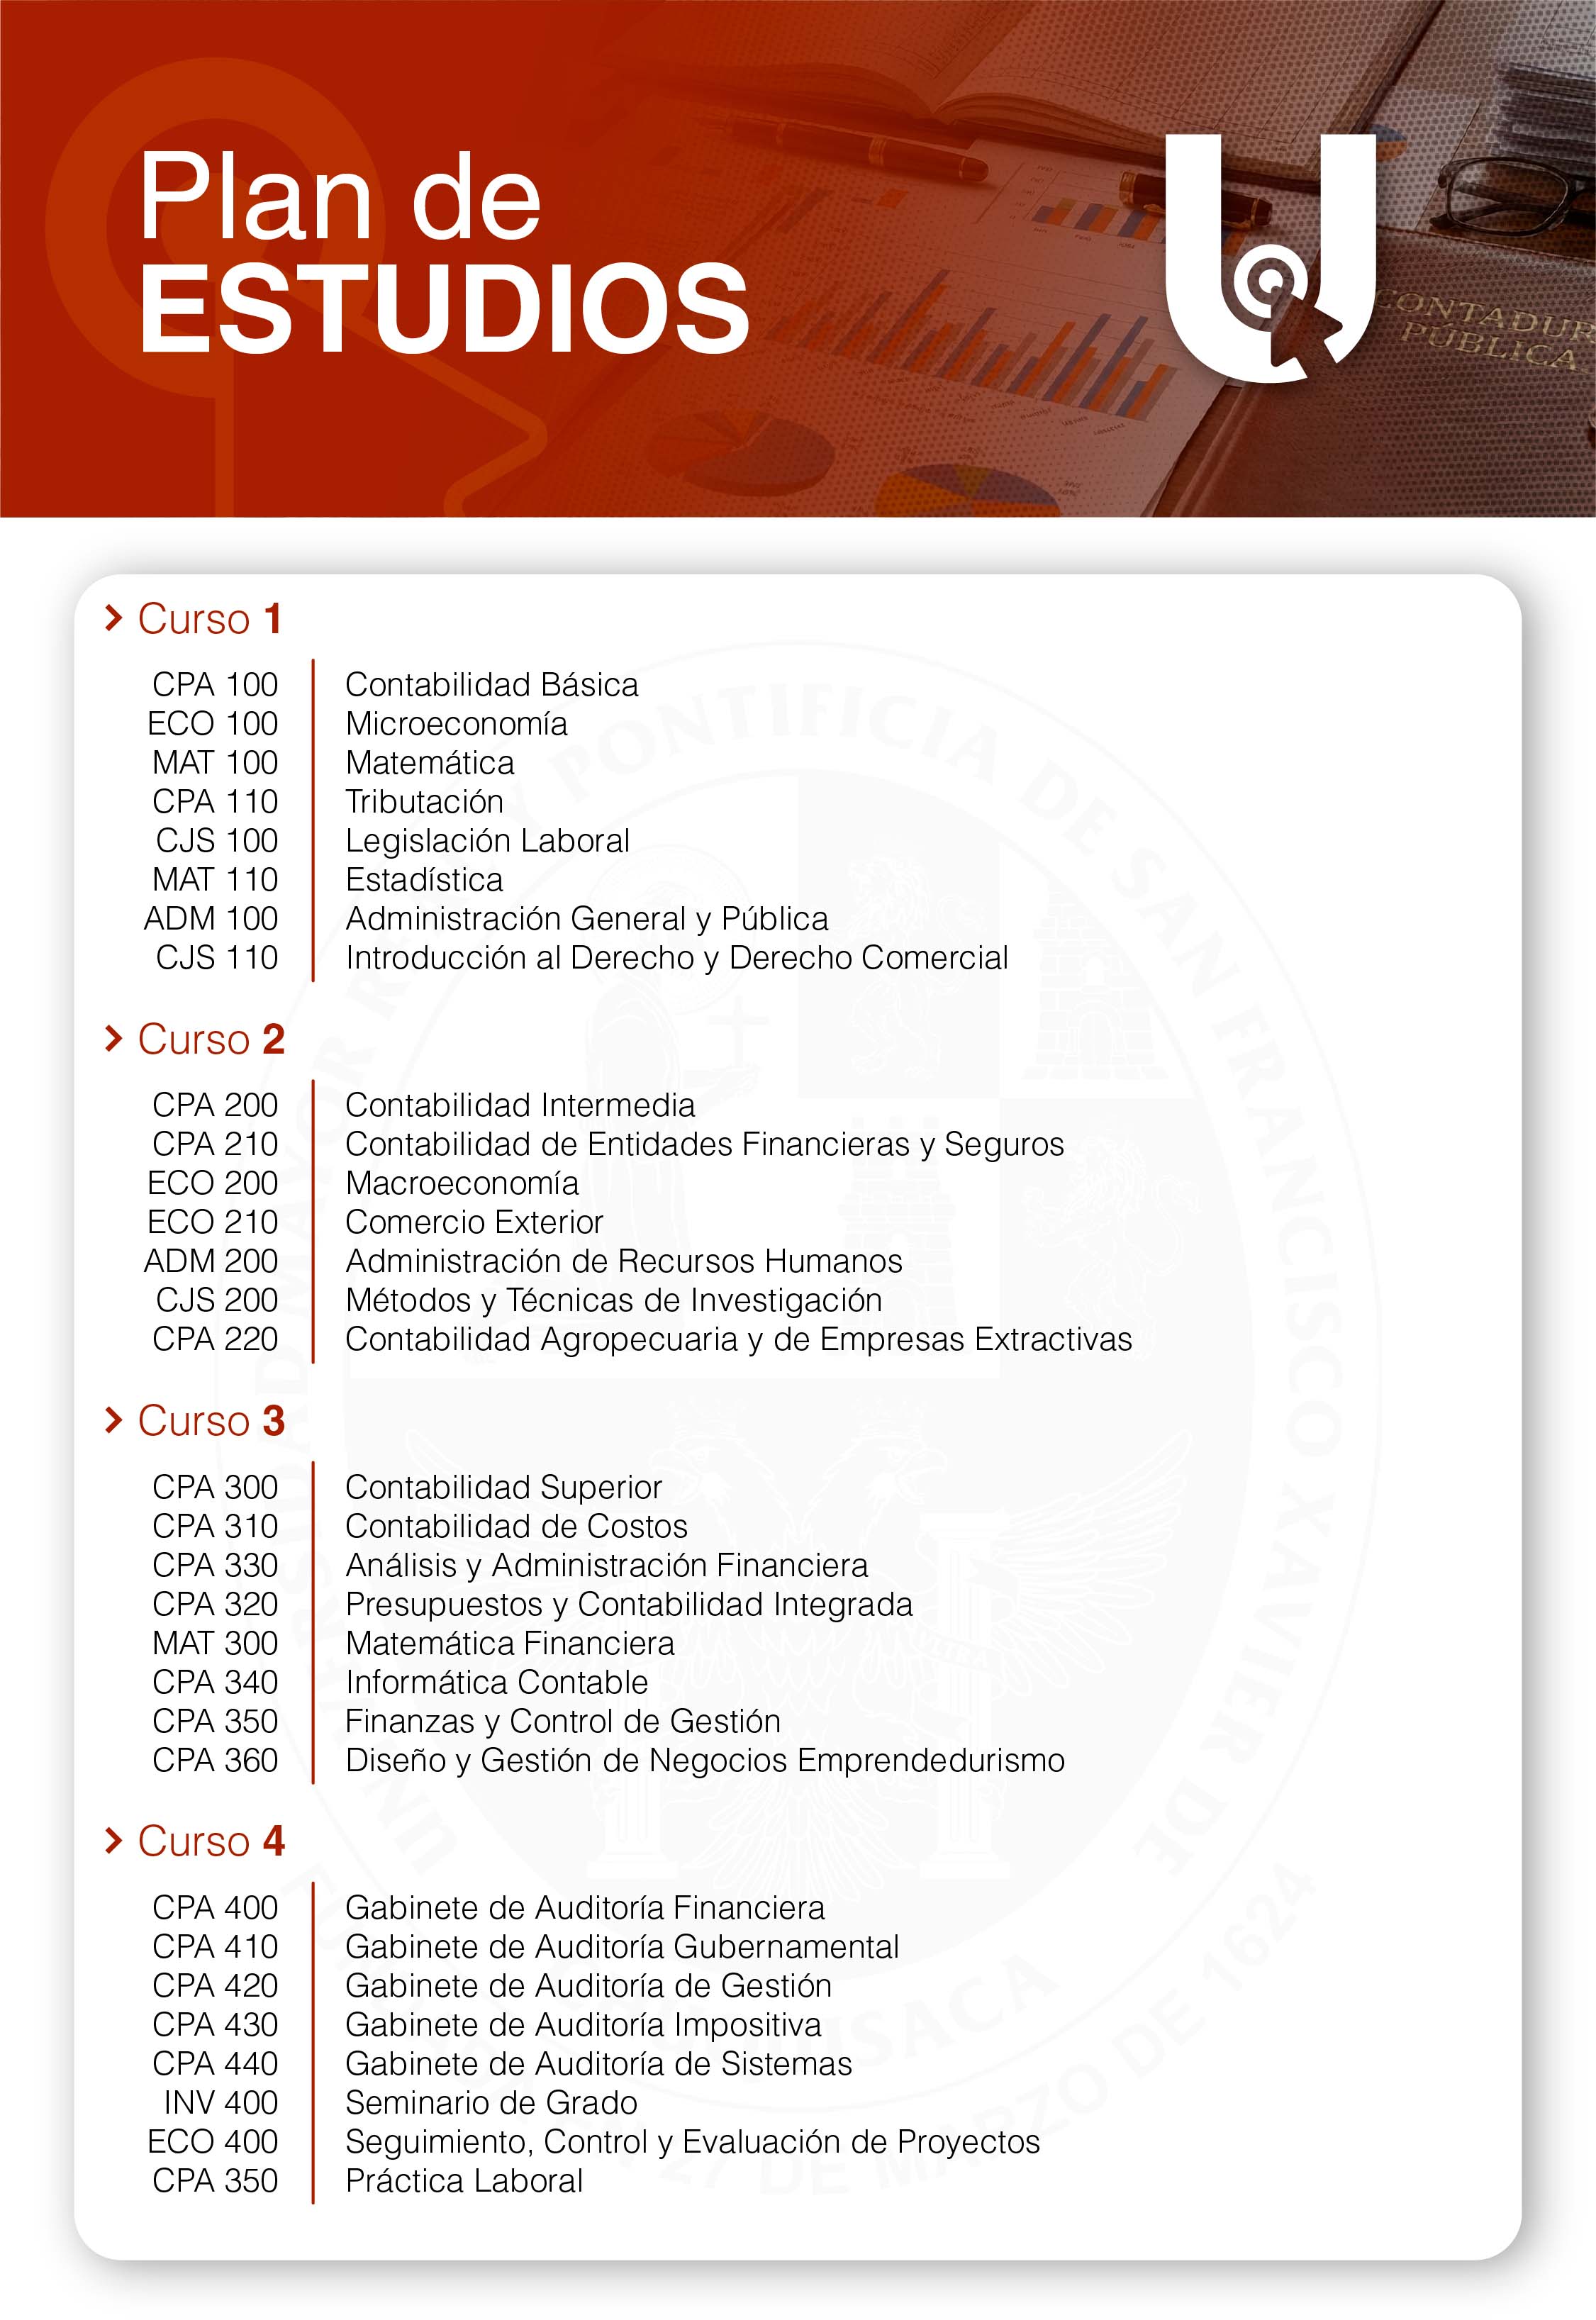 Plan de
ESTUDIOS
CONTADUR
PÚBLICA
Curso 1
CPA 100 Contabilidad Básica
ECO 100 Microeconomía
MAT 100 Matemática
CPA 110 Tributación
CJS 100 Legislación Laboral
MAT 110 Estadística
ADM 100 Administración General y Pública
CJS 110 Introducción al Derecho y Derecho Comercial
Curso 2
CPA 200 Contabilidad Intermedia
CPA 210 Contabilidad de Entidades Financieras y Seguros
ECO 200 Macroeconomía
ECO 210 Comercio Exterior
ADM 200 Administración de Recursos Humanos
CJS 200 Métodos y Técnicas de Investigación
CPA 220 Contabilidad Agropecuaria y de Empresas Extractivas
Curso 3
CPA 300 Contabilidad Superior
CPA 310 Contabilidad de Costos
CPA 330 Análisis y Administración Financiera
CPA 320 Presupuestos y Contabilidad Integrada
MAT 300 Matemática Financiera
CPA 340 Informática Contable
CPA 350 Finanzas y Control de Gestión
CPA 360 Diseño y Gestión de Negocios Emprendedurismo
Curso 4
CPA 400 Gabinete de Auditoría Financiera
CPA 410 Gabinete de Auditoría Gubernamental
CPA 420 Gabinete de Auditoría de Gestión
CPA 430 Gabinete de Auditoría Impositiva
CPA 440 Gabinete de Auditoría de Sistemas
INV 400 Seminario de Grado
ECO 400 Seguimiento, Control y Evaluación de Proyectos
CPA 350 Práctica Laboral